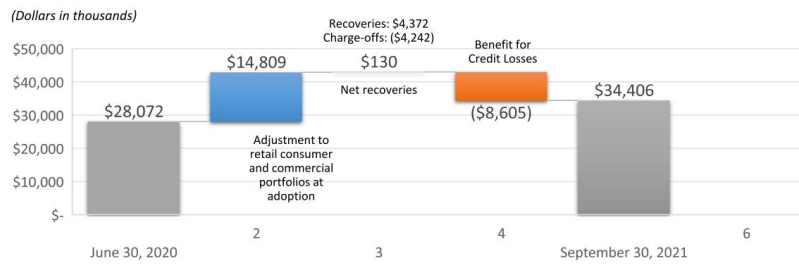 (Dollars in thousands)
Recoveries: $4,372
Charge-offs: ($4,242)
Benefit for
Credit Losses
$50,000
$40,000
$30,000
$20,000
$10,000
$-
$28,072
$14,809
$130
Net recoveries
($8,605)
$34,406
Adjustment to
retail consumer
and commercial
portfolios at
adoption
June 30, 2020
2
3
4
September 30, 2021
6